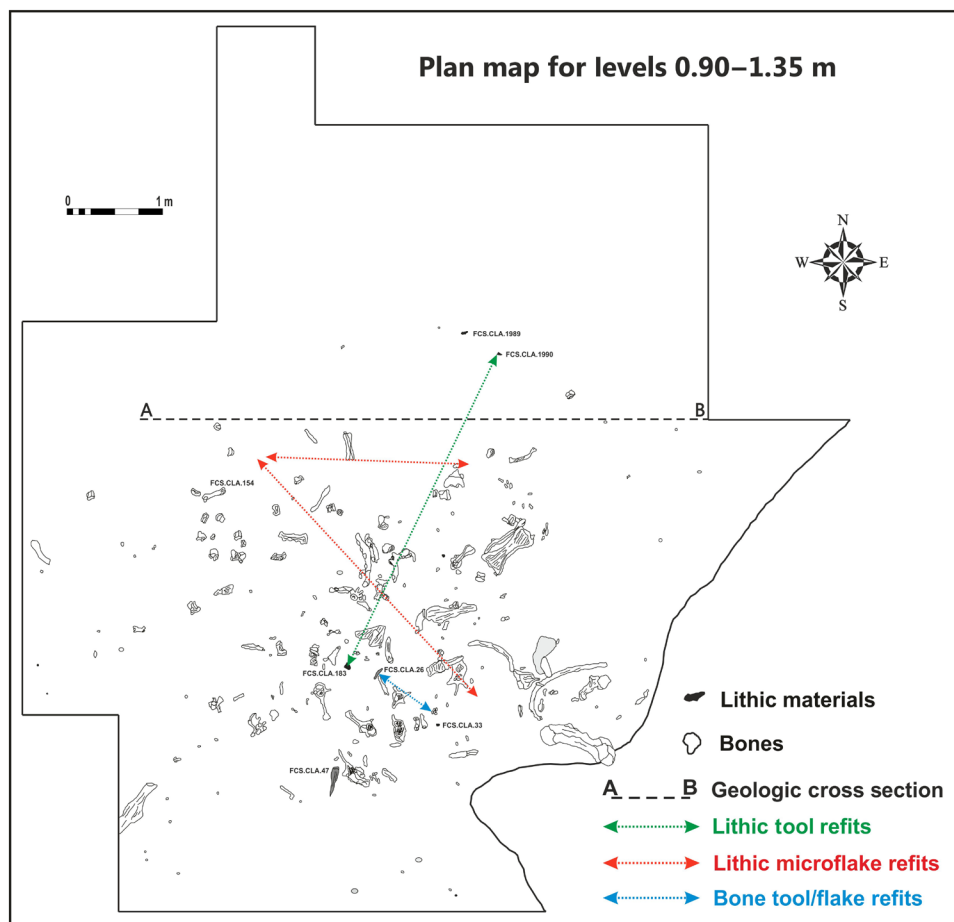 Plan map for levels 0.90–1.35 m
0 1 m
N
W E
S
FCS.CLA.1989
FCS.CLA.1990
A B
FCS.CLA.154
FCS.CLA.183
FCS.CLA.26
FCS.CLA.33
FCS.CLA.47
Lithic materials
Bones
A B Geologic cross section
Lithic tool refits
Lithic microflake refits
Bone tool/flake refits